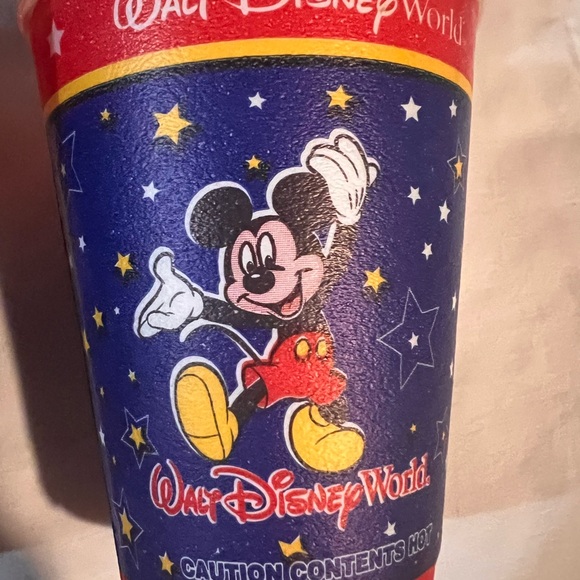 WALT DISNEY World
WALT DISNEY World.
CAUTION CONTENTS HOT